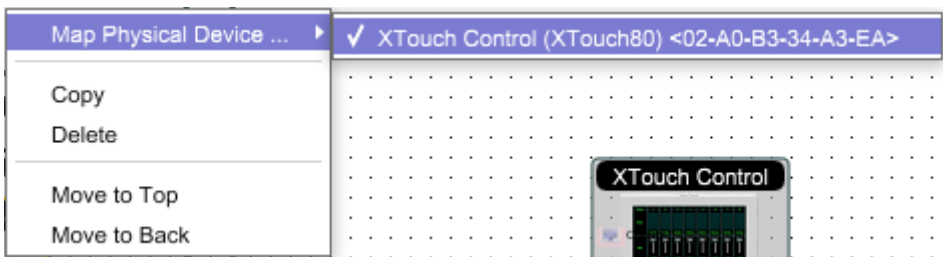 Map Physical Device ...
XTouch Control (XTouch80) <02-A0-B3-34-A3-EA>
Copy
Delete
XTouch Control
Move to Top
Move to Back